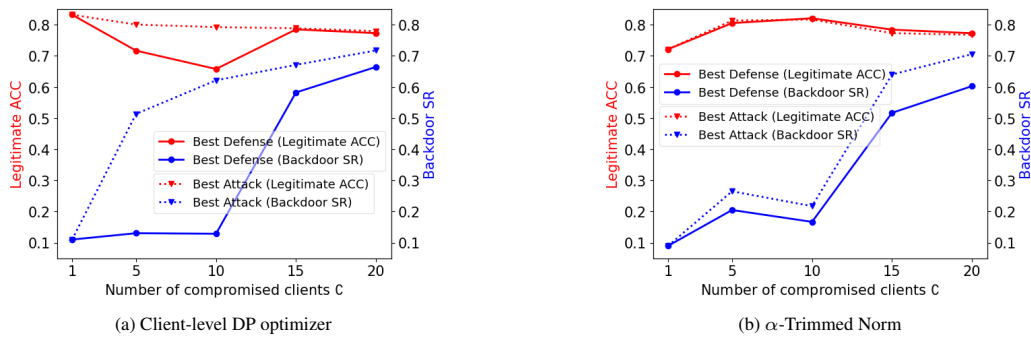 0.8
0.7
0.6
0.5
0.4
0.3
0.2
0.1
Legitimate ACC
Best Defense (Legitimate ACC)
Best Defense (Backdoor SR)
Best Attack (Legitimate ACC)
Best Attack (Backdoor SR)
0.8
0.7
0.6
0.5
0.4
0.3
0.2
0.1
Backdoor SR
1 5 10 15 20
Number of compromised clients C
(a) Client-level DP optimizer
0.8
0.7
0.6
0.5
0.4
0.3
0.2
0.1
Legitimate ACC
Best Defense (Legitimate ACC)
Best Defense (Backdoor SR)
Best Attack (Legitimate ACC)
Best Attack (Backdoor SR)
0.8
0.7
0.6
0.5
0.4
0.3
0.2
0.1
Backdoor SR
1 5 10 15 20
Number of compromised clients C
(b) α-Trimmed Norm